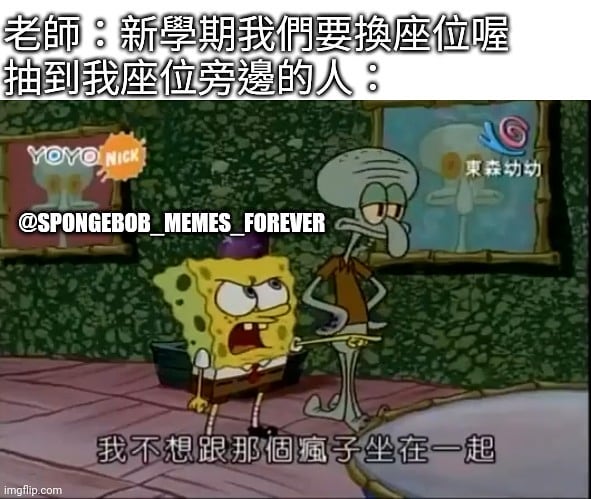 老師：新學期我們要換座位喔
抽到我座位旁邊的人：
YOYO NICK
東森幼幼
@SPONGEBOB_MEMES_FOREVER
我不想跟那個瘋子坐在一起
imgflip.com